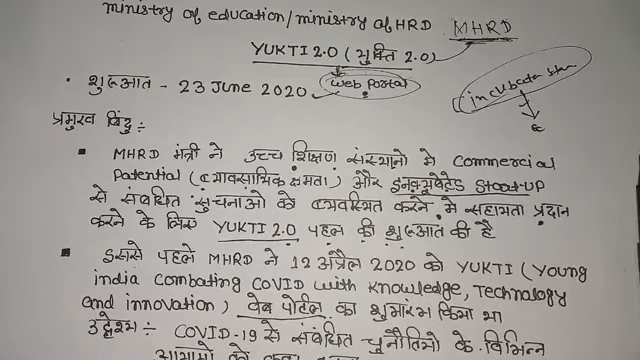 ministry of education/ministry of HRD MHRD
YUKTI 2.0 (युक्ति 2.0)
• शुरूआत - 23 June 2020 web Portal
प्रमुख बिंदु :-
MHRD मंत्री ने उच्च शिक्षण संस्थानो मे commercial
Potential (व्यावसायिक क्षमता) और इनक्यूबेटेड Start-UP
से संबंधित सुचनाओ को व्यवस्थित करने मे सहायता प्रदान
करने के लिए YUKTI 2.0 पहल की शुरूआत की है
इससे पहले MHRD ने 12 अप्रैल 2020 को YUKTI (Young
india Combating COVID with Knowledge, Technology
and innovation) वेब पोर्टल का शुभारंभ किया था
उद्देश्य :- COVID-19 से संबंधित चुनौतियो के विभिन्न
आयामो को